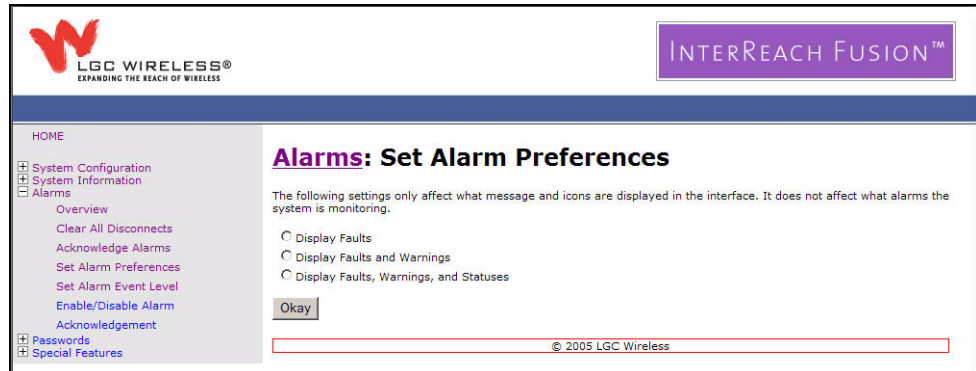 LGC WIRELESS®
EXPANDING THE REACH OF WIRELESS
INTERREACH FUSION™
HOME
System Configuration
System Information
Alarms
Overview
Clear All Disconnects
Acknowledge Alarms
Set Alarm Preferences
Set Alarm Event Level
Enable/Disable Alarm
Acknowledgement
Passwords
Special Features
Alarms: Set Alarm Preferences
The following settings only affect what message and icons are displayed in the interface. It does not affect what alarms the
system is monitoring.
Display Faults
Display Faults and Warnings
Display Faults, Warnings, and Statuses
Okay
© 2005 LGC Wireless